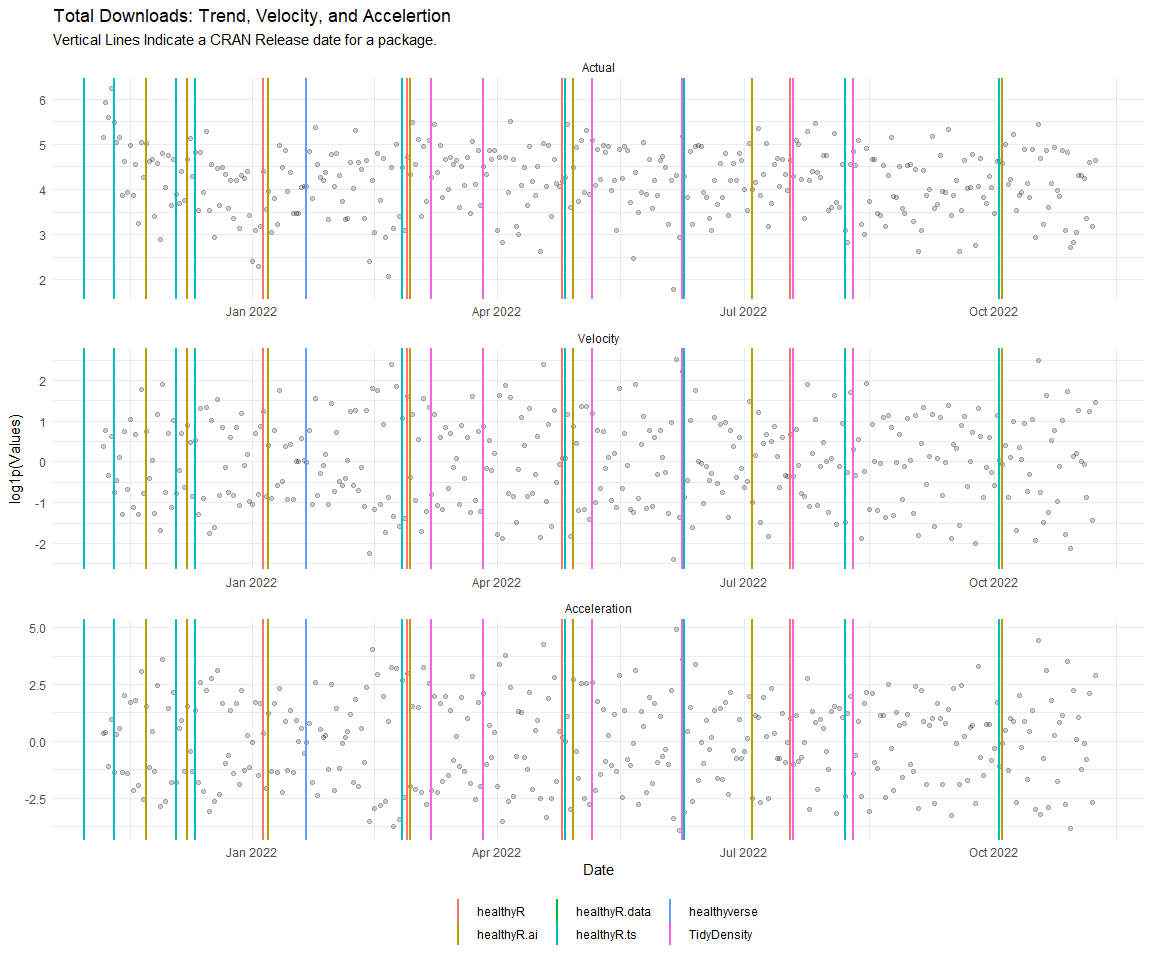 Total Downloads: Trend, Velocity, and Accelertion
Vertical Lines Indicate a CRAN Release date for a package.
Actual
6
5
4
3
2
Jan 2022 Apr 2022 Jul 2022 Oct 2022
Velocity
log1p(Values)
2
1
0
-1
-2
Jan 2022 Apr 2022 Jul 2022 Oct 2022
Acceleration
5.0
2.5
0.0
-2.5
Jan 2022 Apr 2022 Jul 2022 Oct 2022
Date
healthyR healthyR.data healthyverse
healthyR.ai healthyR.ts TidyDensity